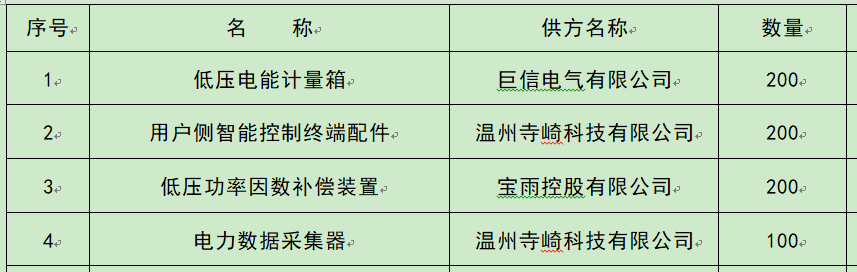 序号 名 称 供方名称 数量
1 低压电能计量箱 巨信电气有限公司 200
2 用户侧智能控制终端配件 温州寺崎科技有限公司 200
3 低压功率因数补偿装置 宝雨控股有限公司 200
4 电力数据采集器 温州寺崎科技有限公司 100